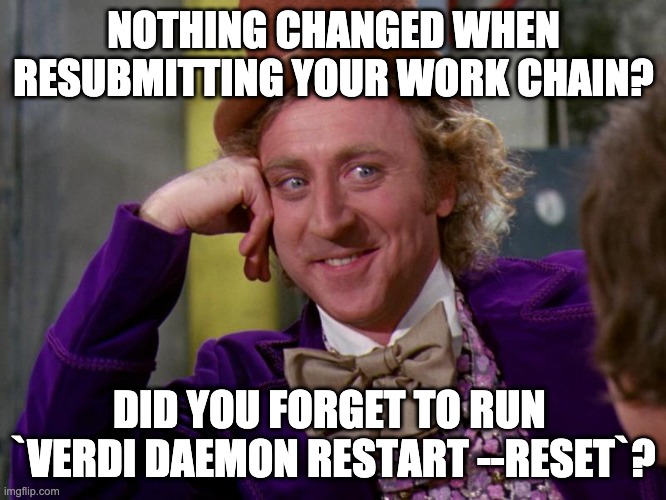 NOTHING CHANGED WHEN
RESUBMITTING YOUR WORK CHAIN?
DID YOU FORGET TO RUN
`VERDI DAEMON RESTART --RESET`?
imgflip.com